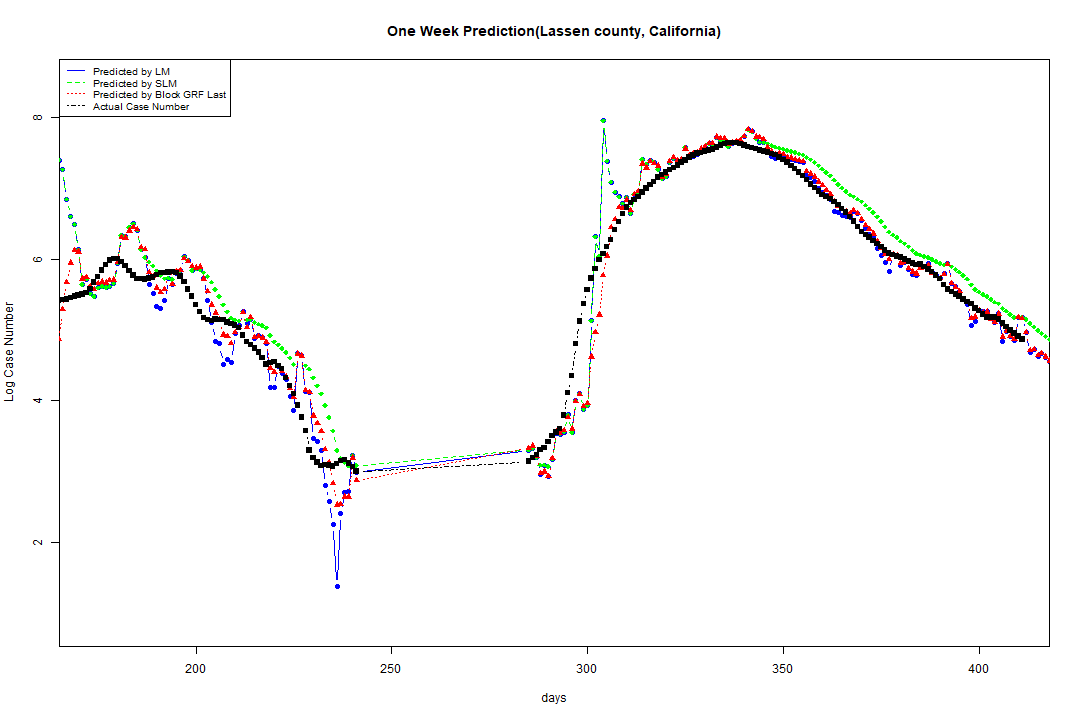 One Week Prediction(Lassen county, California)
Predicted by LM
Predicted by SLM
Predicted by Block GRF Last
Actual Case Number
8
6
4
2
Log Case Number
200
250
300
350
400
days